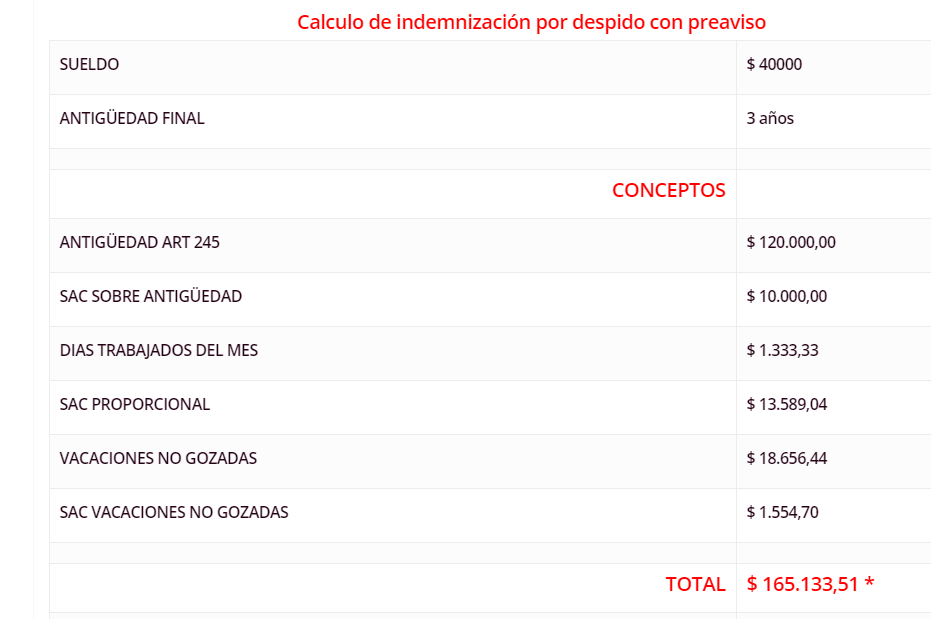 Calculo de indemnización por despido con preaviso
SUELDO $ 40000
ANTIGÜEDAD FINAL 3 años
CONCEPTOS
ANTIGÜEDAD ART 245 $ 120.000,00
SAC SOBRE ANTIGÜEDAD $ 10.000,00
DIAS TRABAJADOS DEL MES $ 1.333,33
SAC PROPORCIONAL $ 13.589,04
VACACIONES NO GOZADAS $ 18.656,44
SAC VACACIONES NO GOZADAS $ 1.554,70
TOTAL $ 165.133,51 *